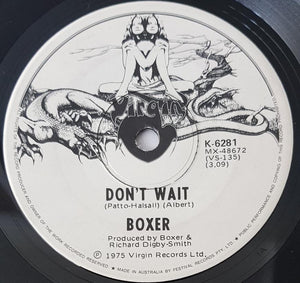 Virgin
K-6281
MX-48672
(VS-135)
(3.09)
DON'T WAIT
(Patto-Halsall) (Albert)
BOXER
Produced by Boxer &
Richard Digby-Smith
℗ 1975 Virgin Records Ltd.
MADE IN AUSTRALIA BY FESTIVAL RECORDS PTY. LTD.